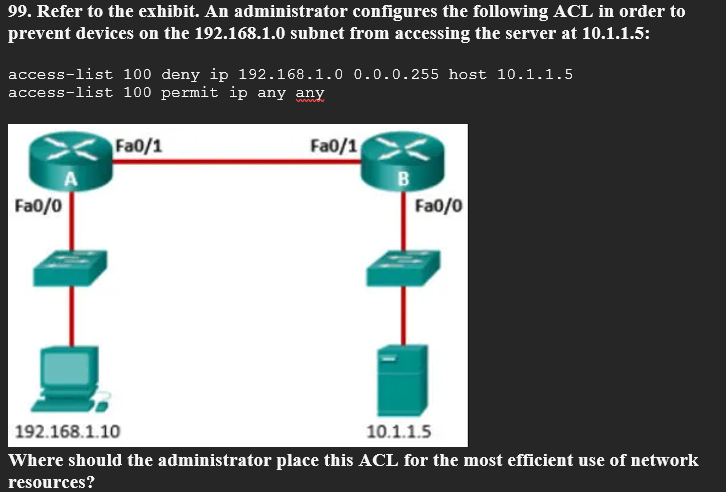 99. Refer to the exhibit. An administrator configures the following ACL in order to
prevent devices on the 192.168.1.0 subnet from accessing the server at 10.1.1.5:
access-list 100 deny ip 192.168.1.0 0.0.0.255 host 10.1.1.5
access-list 100 permit ip any any
Fa0/1 Fa0/1
A B
Fa0/0 Fa0/0
192.168.1.10 10.1.1.5
Where should the administrator place this ACL for the most efficient use of network
resources?